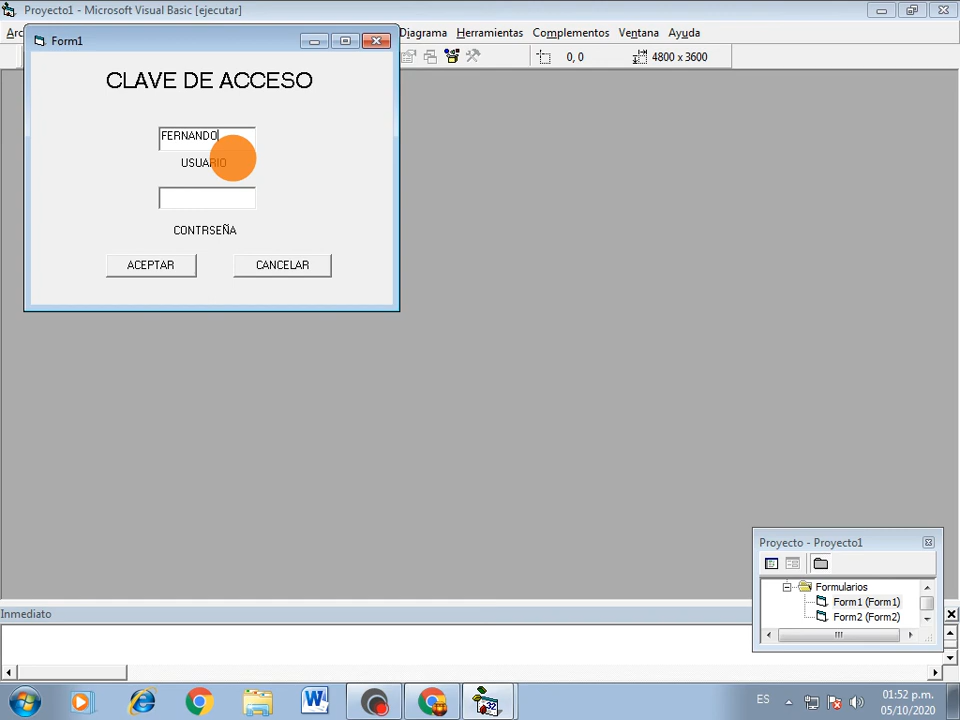 Proyecto1 - Microsoft Visual Basic [ejecutar]
Diagrama Herramientas Complementos Ventana Ayuda
0, 0 4800 x 3600
Form1
CLAVE DE ACCESO
FERNANDO
USUARIO
CONTRSEÑA
ACEPTAR CANCELAR
Proyecto - Proyecto1
Formularios
Form1 (Form1)
Form2 (Form2)
Inmediato
ES
01:52 p.m.
05/10/2020